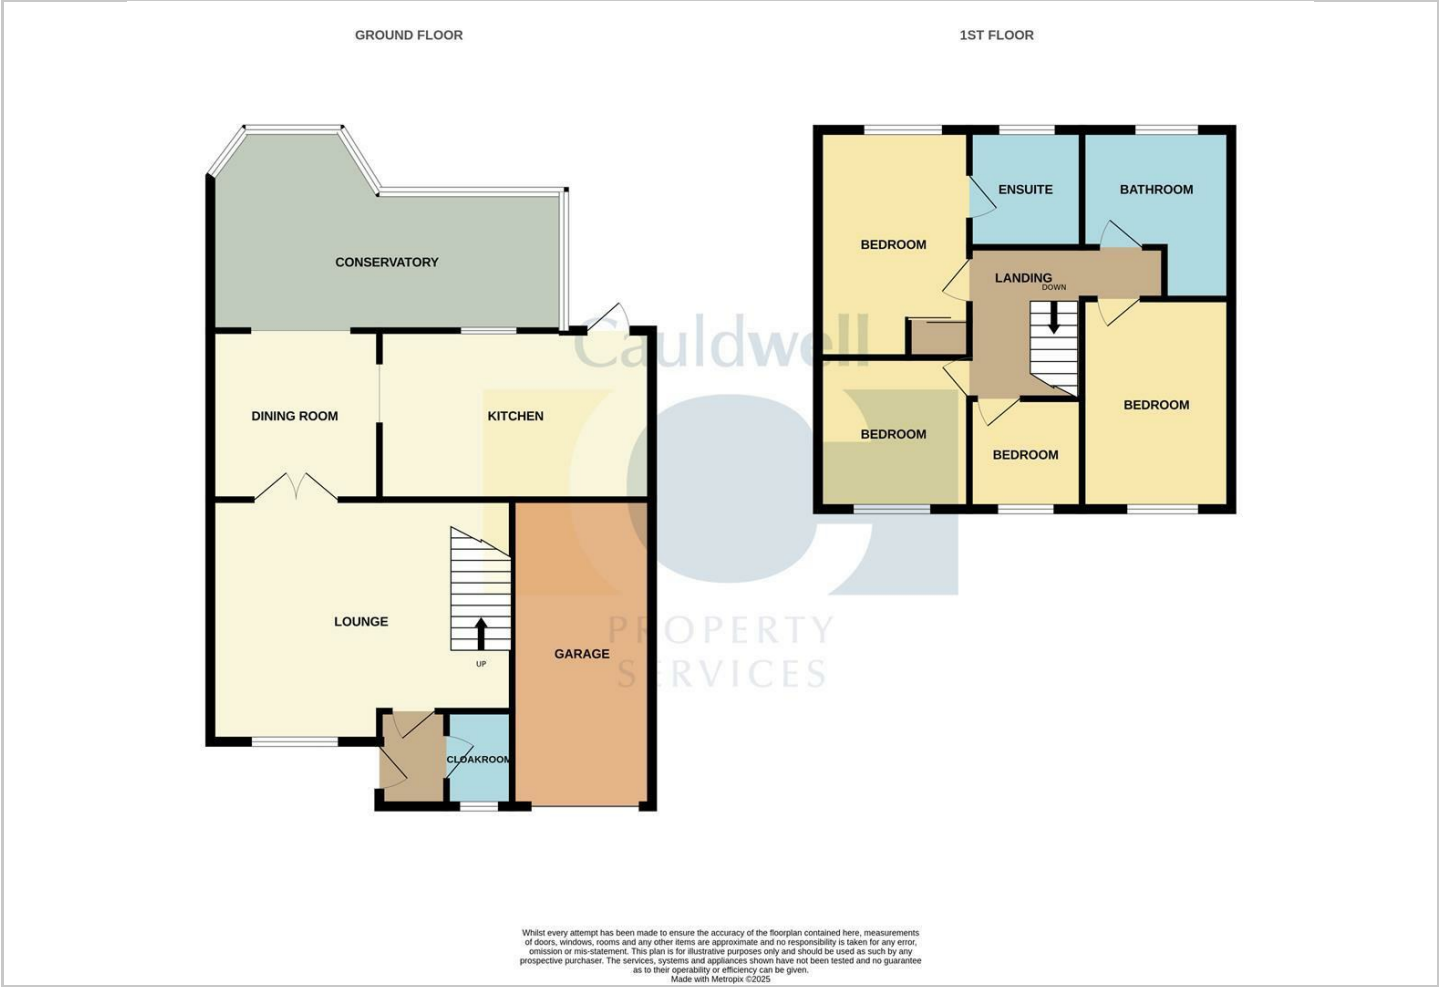 GROUND FLOOR
1ST FLOOR
CONSERVATORY
DINING ROOM
KITCHEN
LOUNGE
UP
GARAGE
CLOAKROOM
BEDROOM
ENSUITE
BATHROOM
LANDING
DOWN
BEDROOM
BEDROOM
BEDROOM
Cauldwell
PROPERTY
SERVICES
Whilst every attempt has been made to ensure the accuracy of the floorplan contained here, measurements
of doors, windows, rooms and any other items are approximate and no responsibility is taken for any error,
omission or mis-statement. This plan is for illustrative purposes only and should be used as such by any
prospective purchaser. The services, systems and appliances shown have not been tested and no guarantee
as to their operability or efficiency can be given.
Made with Metropix ©2025